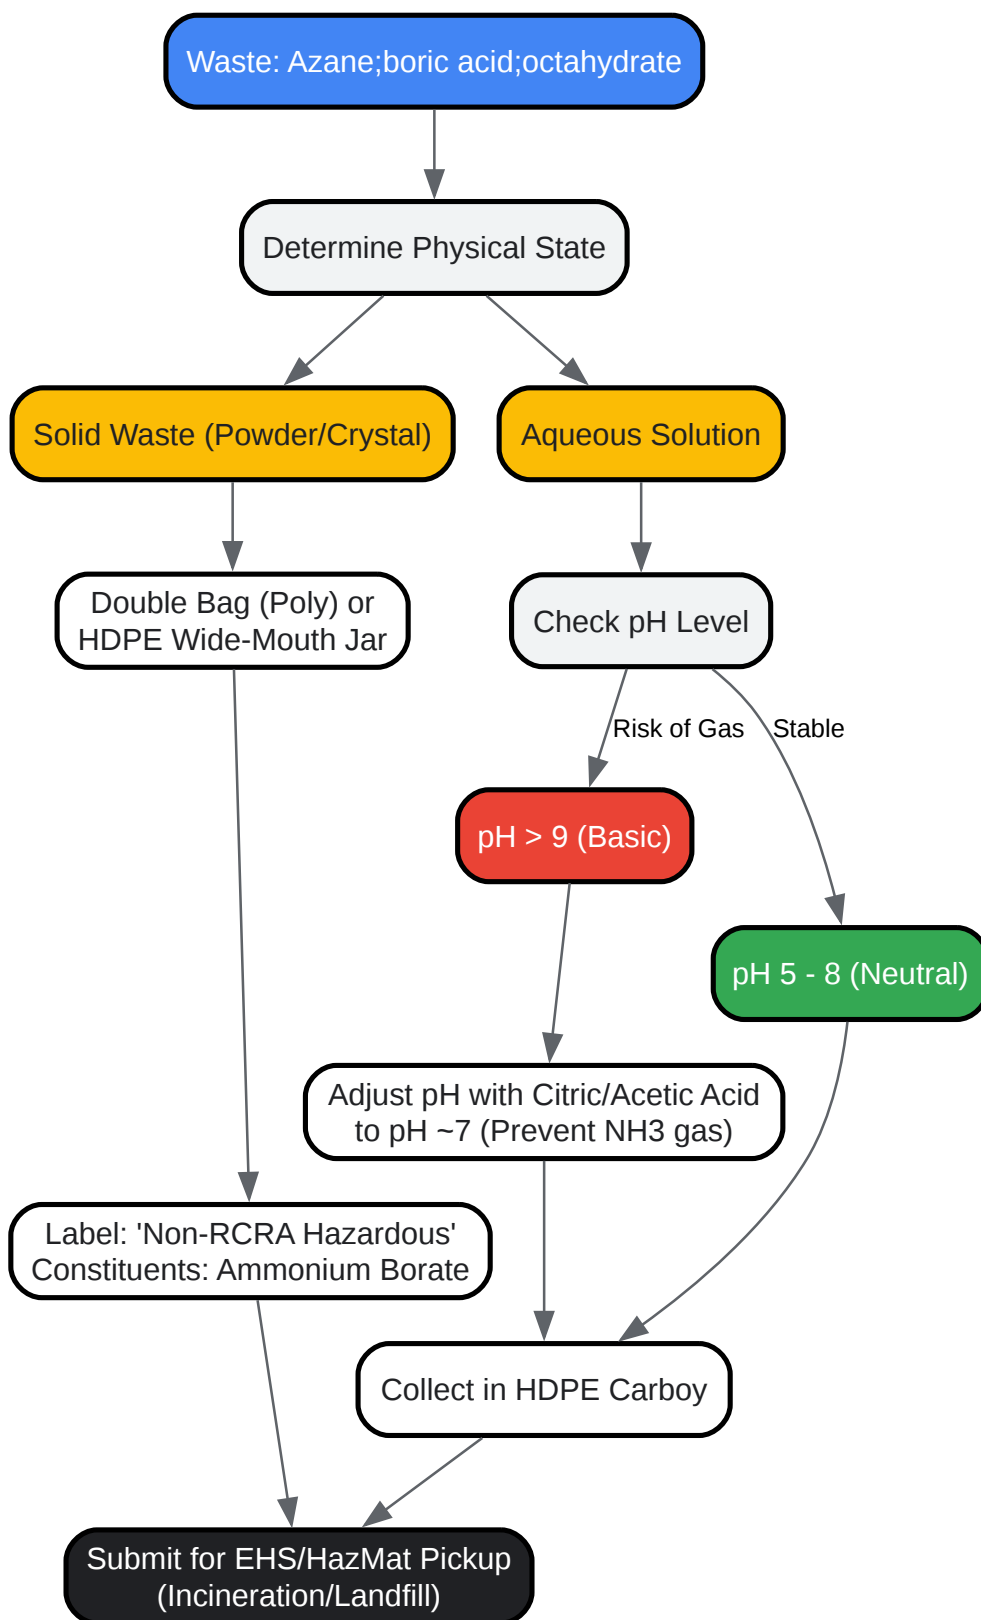 Waste: Azane;boric acid;octahydrate
Determine Physical State
Solid Waste (Powder/Crystal)
Aqueous Solution
Double Bag (Poly) or
HDPE Wide-Mouth Jar
Check pH Level
Risk of Gas
Stable
pH > 9 (Basic)
pH 5 - 8 (Neutral)
Adjust pH with Citric/Acetic Acid
to pH ~7 (Prevent NH3 gas)
Label: 'Non-RCRA Hazardous'
Constituents: Ammonium Borate
Collect in HDPE Carboy
Submit for EHS/HazMat Pickup
(Incineration/Landfill)